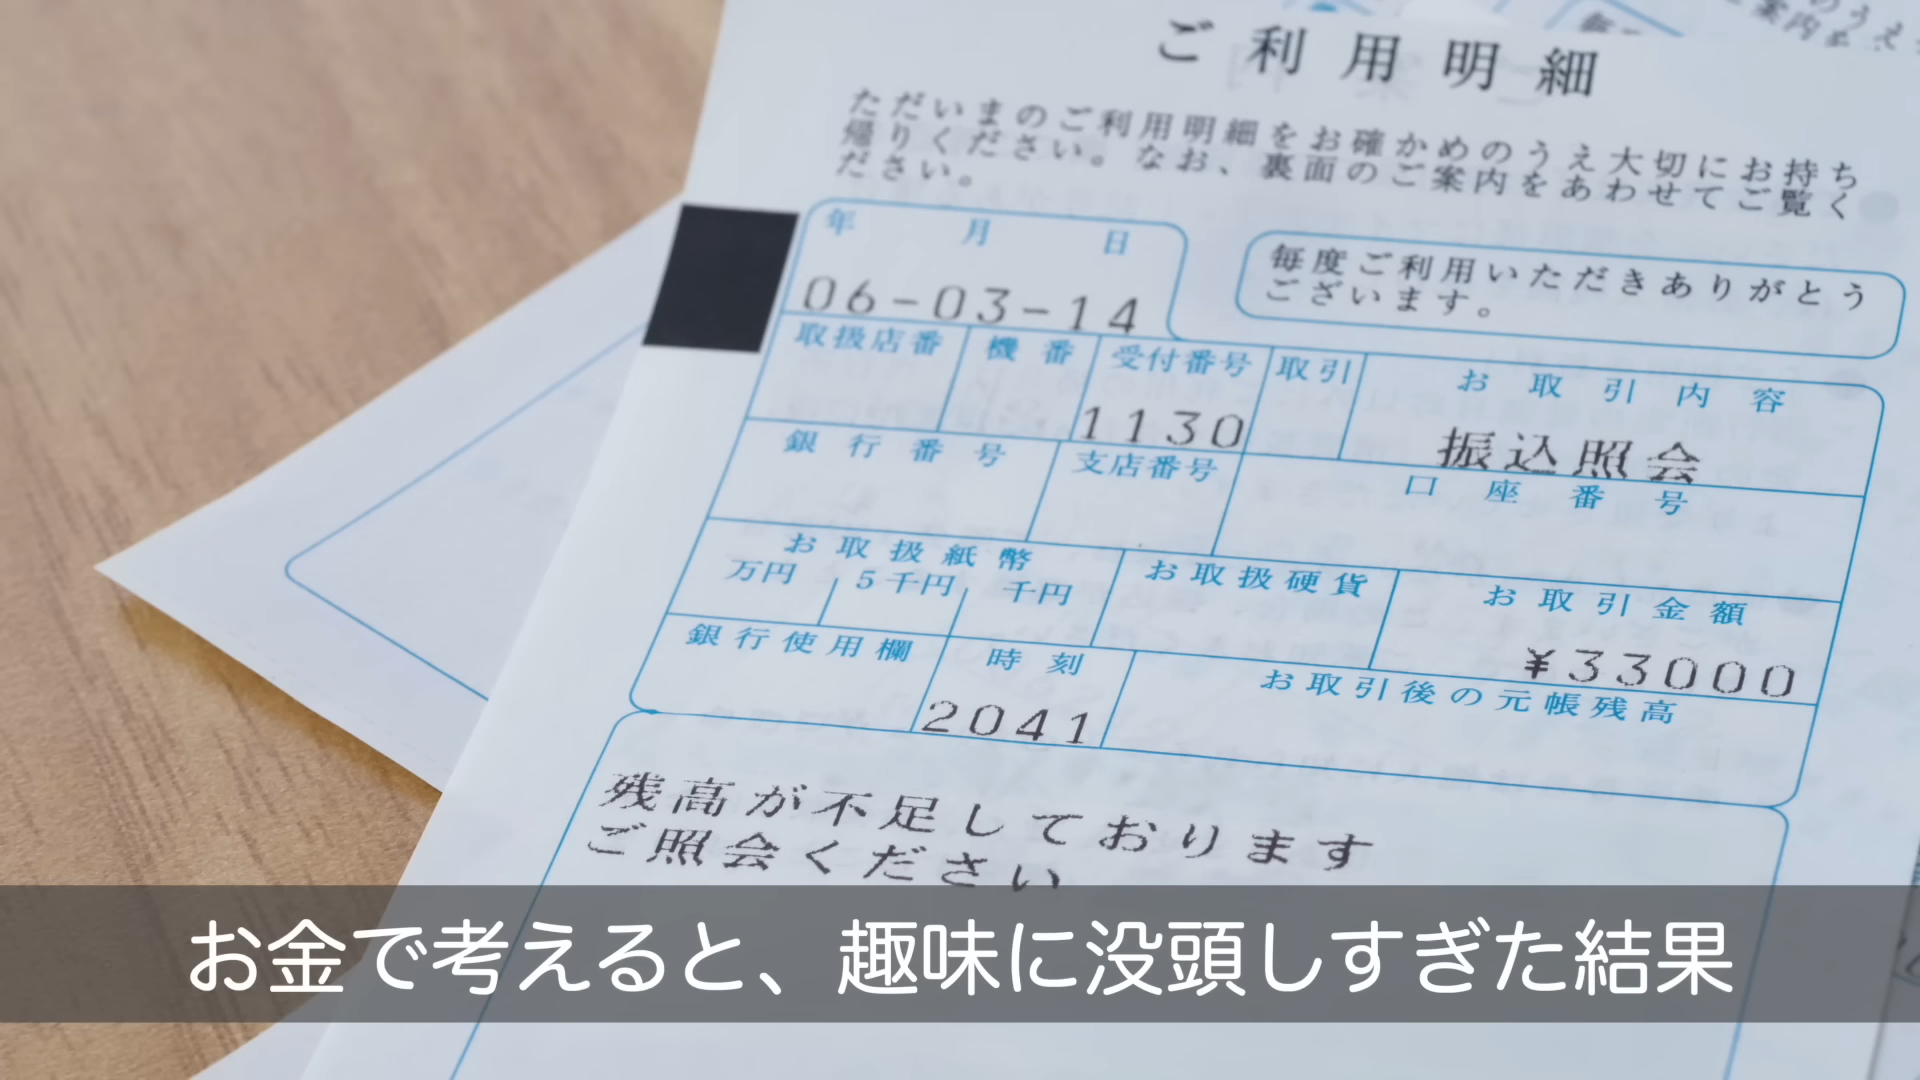 ご利用明細
ただいまのご利用明細をお確かめのうえ大切にお持ち
帰りください。なお、裏面のご案内をあわせてご覧く
ださい。
年 月 日
06-03-14
毎度ご利用いただきありがとう
ございます。
取扱店番 機番 受付番号 取引 お取引内容
1130 振込照会
銀行番号 支店番号 口座番号
お取扱紙幣 お取扱硬貨 お取引金額
万円 5千円 千円
¥33000
銀行使用欄 時刻 お取引後の元帳残高
2041
残高が不足しております
ご照会ください
お金で考えると、趣味に没頭しすぎた結果